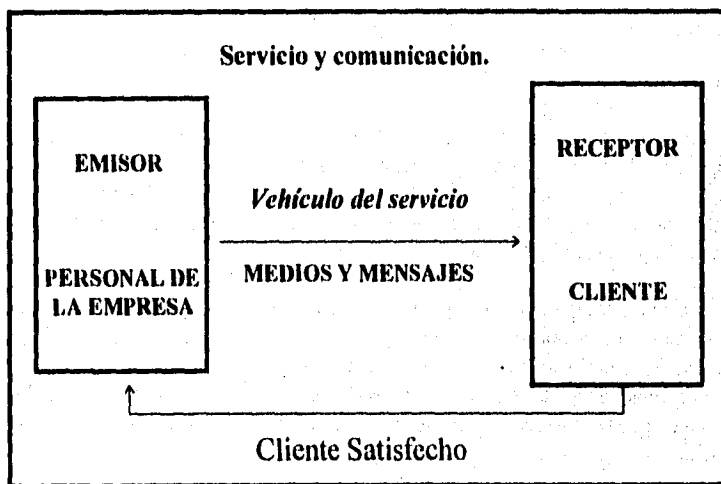 Servicio y comunicación.
EMISOR
PERSONAL DE
LA EMPRESA
Vehículo del servicio
MEDIOS Y MENSAJES
RECEPTOR
CLIENTE
Cliente Satisfecho